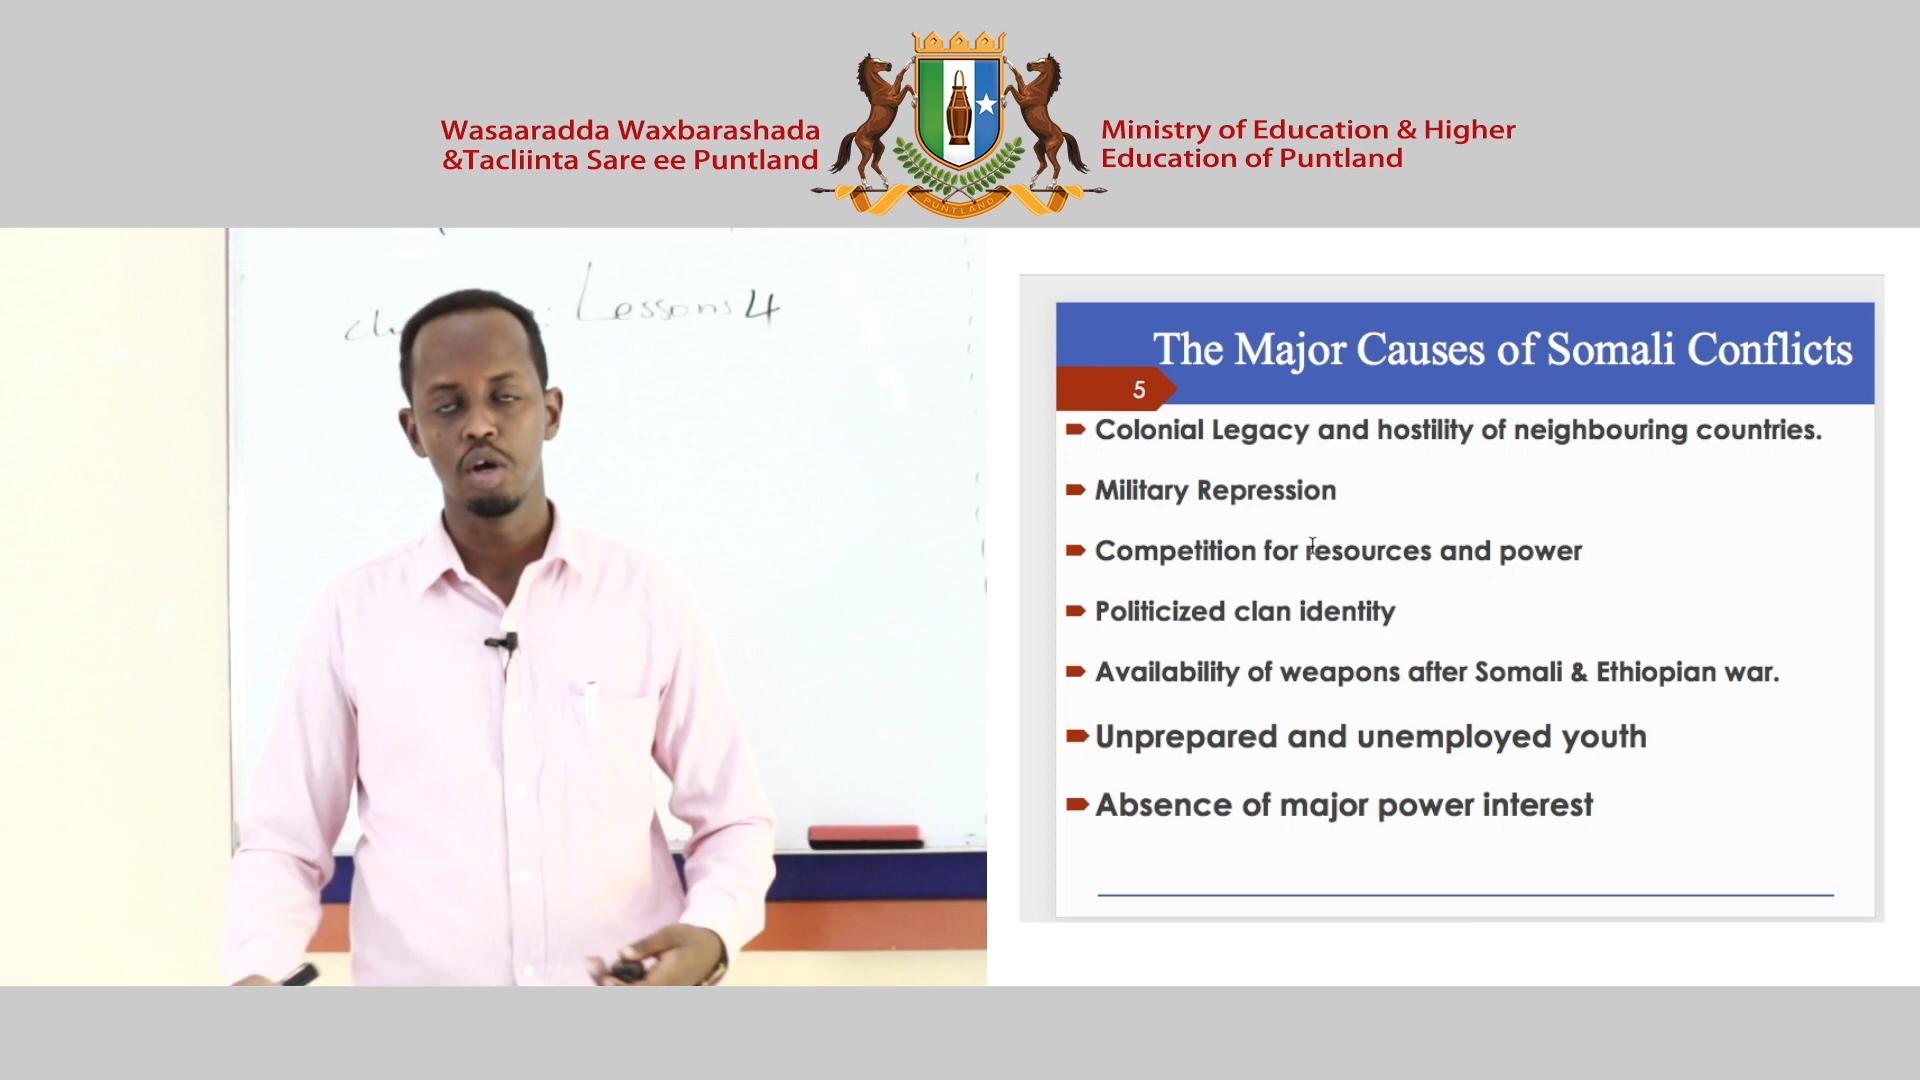 Wasaaradda Waxbarashada
&Tacliinta Sare ee Puntland
Ministry of Education & Higher
Education of Puntland
PUNTLAND
: Lessons 4
The Major Causes of Somali Conflicts
5
Colonial Legacy and hostility of neighbouring countries.
Military Repression
Competition for resources and power
Politicized clan identity
Availability of weapons after Somali & Ethiopian war.
Unprepared and unemployed youth
Absence of major power interest